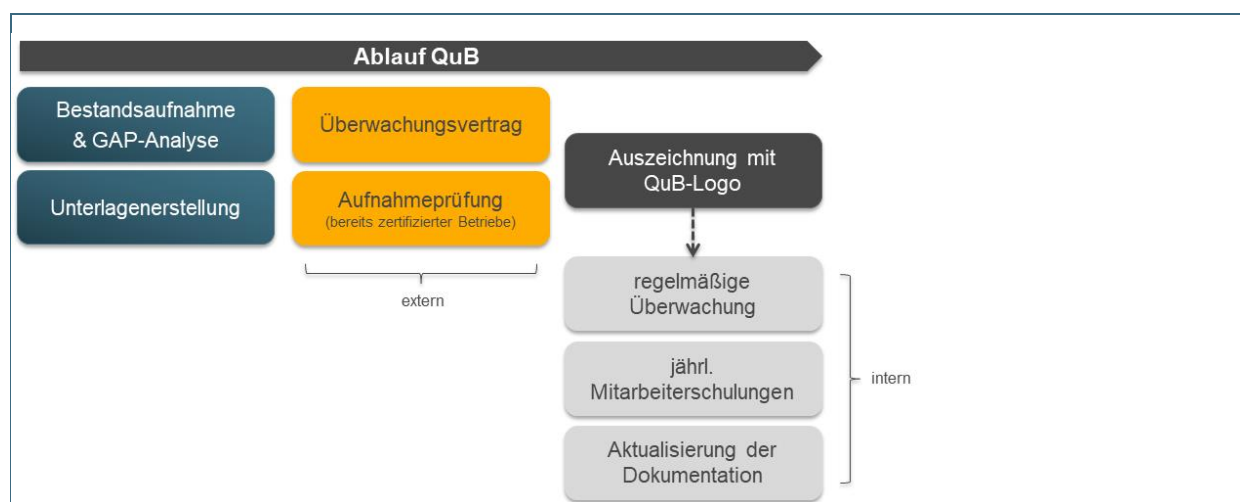 Ablauf QuB
Bestandsaufnahme
& GAP-Analyse
Unterlagenerstellung
Überwachungsvertrag
Aufnahmeprüfung
(bereits zertifizierter Betriebe)
extern
Auszeichnung mit
QuB-Logo
regelmäßige
Überwachung
jährl.
Mitarbeiterschulungen
Aktualisierung der
Dokumentation
intern